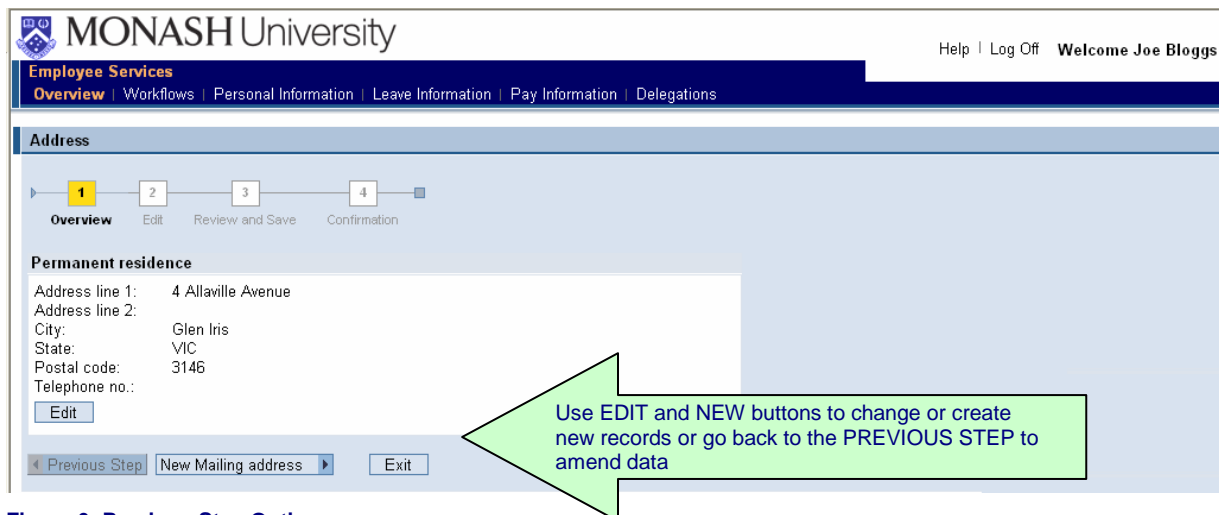 MONASH University
Help | Log Off Welcome Joe Bloggs
Employee Services
Overview | Workflows | Personal Information | Leave Information | Pay Information | Delegations
Address
1 2 3 4
Overview Edit Review and Save Confirmation
Permanent residence
Address line 1: 4 Allaville Avenue
Address line 2:
City: Glen Iris
State: VIC
Postal code: 3146
Telephone no.:
Edit
Use EDIT and NEW buttons to change or create
new records or go back to the PREVIOUS STEP to
amend data
Previous Step New Mailing address Exit